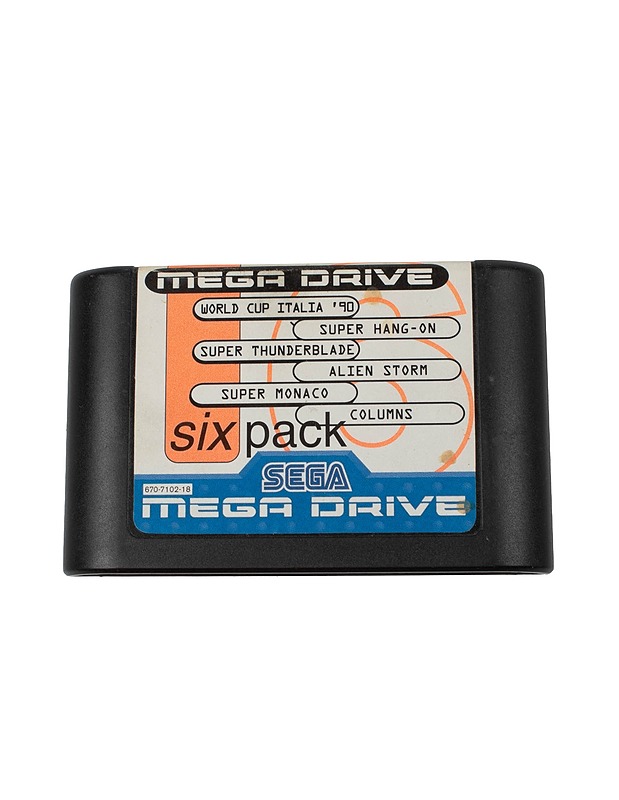 MEGA DRIVE
WORLD CUP ITALIA '90
SUPER HANG-ON
SUPER THUNDERBLADE
ALIEN STORM
SUPER MONACO
COLUMNS
six pack
SEGA
670-7102-18
MEGA DRIVE